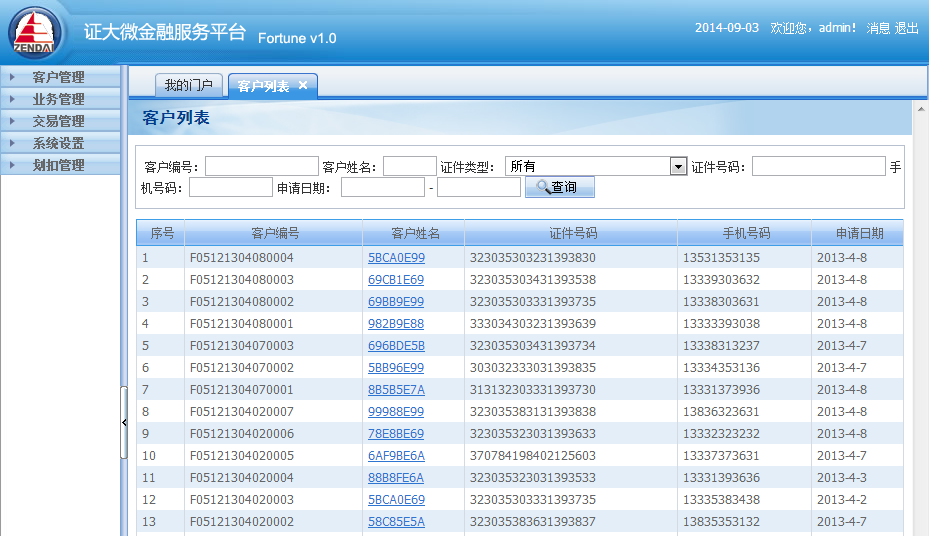 ZENDAI 证大微金融服务平台 Fortune v1.0 2014-09-03 欢迎您，admin! 消息 退出
客户管理
业务管理
交易管理
系统设置
划扣管理
我的门户 客户列表 ×
客户列表
客户编号： 客户姓名： 证件类型： 所有 证件号码： 手
机号码： 申请日期： - 查询
序号 客户编号 客户姓名 证件号码 手机号码 申请日期
1 F05121304080004 5BCA0E99 323035303231393830 13531353135 2013-4-8
2 F05121304080003 69CB1E69 323035303431393538 13339303632 2013-4-8
3 F05121304080002 69BB9E99 323035303331393735 13338303631 2013-4-8
4 F05121304080001 982B9E88 333034303231393639 13333393038 2013-4-8
5 F05121304070003 696BDE5B 323035303431393734 13338313237 2013-4-7
6 F05121304070002 5BB96E99 303032333031393835 13334353136 2013-4-7
7 F05121304070001 8B5B5E7A 313132303331393730 13331373936 2013-4-8
8 F05121304020007 99988E99 323035383131393838 13836323631 2013-4-8
9 F05121304020006 78E8BE69 323035323031393633 13332323232 2013-4-8
10 F05121304020005 6AF9BE6A 370784198402125603 13337373631 2013-4-7
11 F05121304020004 88B8FE6A 323035323031393533 13331393636 2013-4-3
12 F05121304020003 5BCA0E69 323035303331393735 13335383438 2013-4-2
13 F05121304020002 58C85E5A 323035383631393837 13835353132 2013-4-7